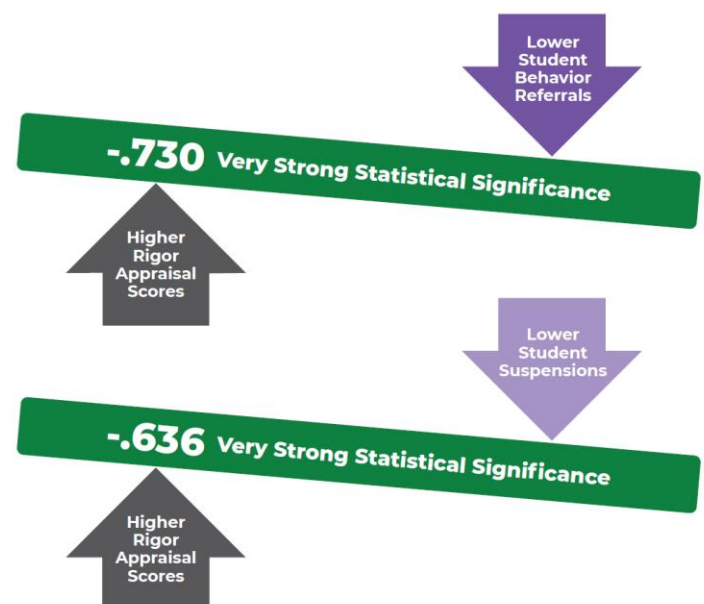 Lower
Student
Behavior
Referrals
-.730 Very Strong Statistical Significance
Higher
Rigor
Appraisal
Scores
Lower
Student
Suspensions
-.636 Very Strong Statistical Significance
Higher
Rigor
Appraisal
Scores